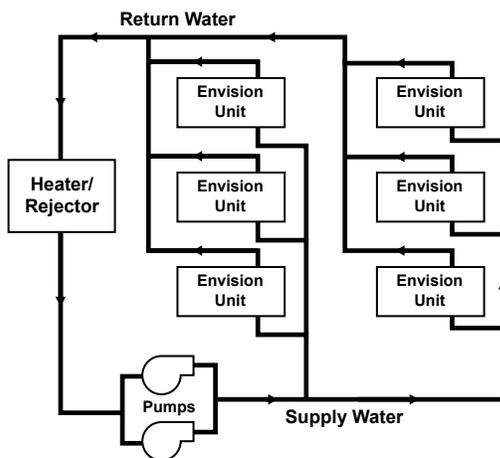 Return Water
Envision
Unit
Envision
Unit
Heater/
Rejector
Envision
Unit
Envision
Unit
Envision
Unit
Envision
Unit
Pumps
Supply Water